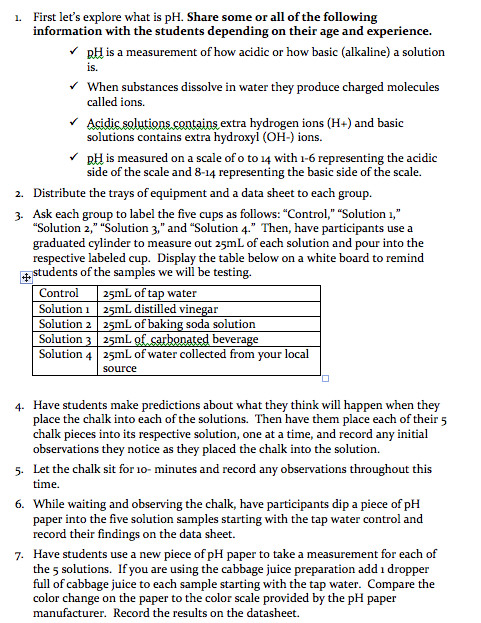 1. First let's explore what is pH. Share some or all of the following
information with the students depending on their age and experience.
✓ pH is a measurement of how acidic or how basic (alkaline) a solution
is.
✓ When substances dissolve in water they produce charged molecules
called ions.
✓ Acidic solutions contains extra hydrogen ions (H+) and basic
solutions contains extra hydroxyl (OH-) ions.
✓ pH is measured on a scale of 0 to 14 with 1-6 representing the acidic
side of the scale and 8-14 representing the basic side of the scale.
2. Distribute the trays of equipment and a data sheet to each group.
3. Ask each group to label the five cups as follows: "Control," "Solution 1,"
"Solution 2," "Solution 3," and "Solution 4." Then, have participants use a
graduated cylinder to measure out 25mL of each solution and pour into the
respective labeled cup. Display the table below on a white board to remind
students of the samples we will be testing.
Control 25mL of tap water
Solution 1 25mL distilled vinegar
Solution 2 25mL of baking soda solution
Solution 3 25mL of carbonated beverage
Solution 4 25mL of water collected from your local
source
4. Have students make predictions about what they think will happen when they
place the chalk into each of the solutions. Then have them place each of their 5
chalk pieces into its respective solution, one at a time, and record any initial
observations they notice as they placed the chalk into the solution.
5. Let the chalk sit for 10- minutes and record any observations throughout this
time.
6. While waiting and observing the chalk, have participants dip a piece of pH
paper into the five solution samples starting with the tap water control and
record their findings on the data sheet.
7. Have students use a new piece of pH paper to take a measurement for each of
the 5 solutions. If you are using the cabbage juice preparation add 1 dropper
full of cabbage juice to each sample starting with the tap water. Compare the
color change on the paper to the color scale provided by the pH paper
manufacturer. Record the results on the datasheet.